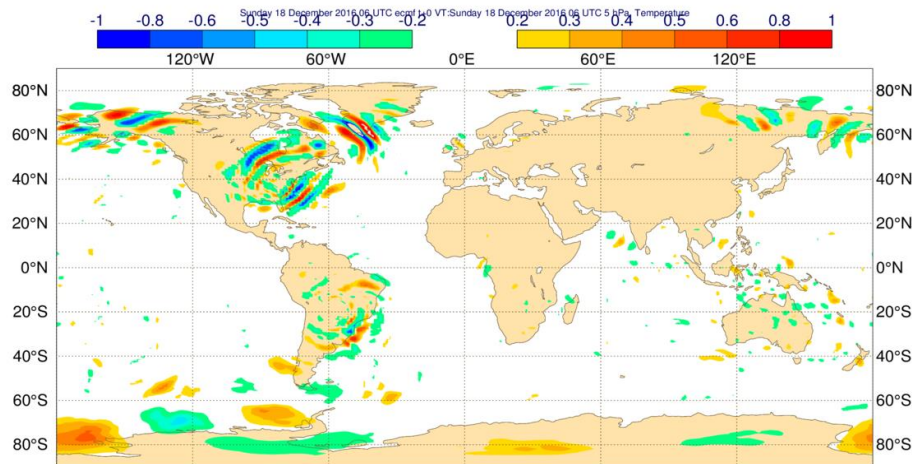 Sunday 18 December 2016 06 UTC ecmf t+0 VT:Sunday 18 December 2016 06 UTC 5 hPa Temperature
-1 -0.8 -0.6 -0.5 -0.4 -0.3 -0.2 0.2 0.3 0.4 0.5 0.6 0.8 1
120°W 60°W 0°E 60°E 120°E
80°N 80°N
60°N 60°N
40°N 40°N
20°N 20°N
0°N 0°N
20°S 20°S
40°S 40°S
60°S 60°S
80°S 80°S